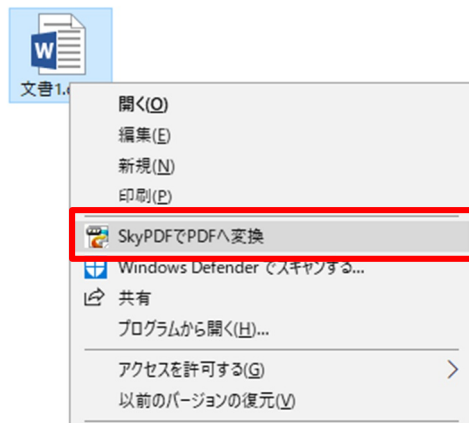 W
文書1.
開く(O)
編集(E)
新規(N)
印刷(P)
SkyPDFでPDFへ変換
Windows Defender でスキャンする...
共有
プログラムから開く(H)...
アクセスを許可する(G)
以前のバージョンの復元(V)